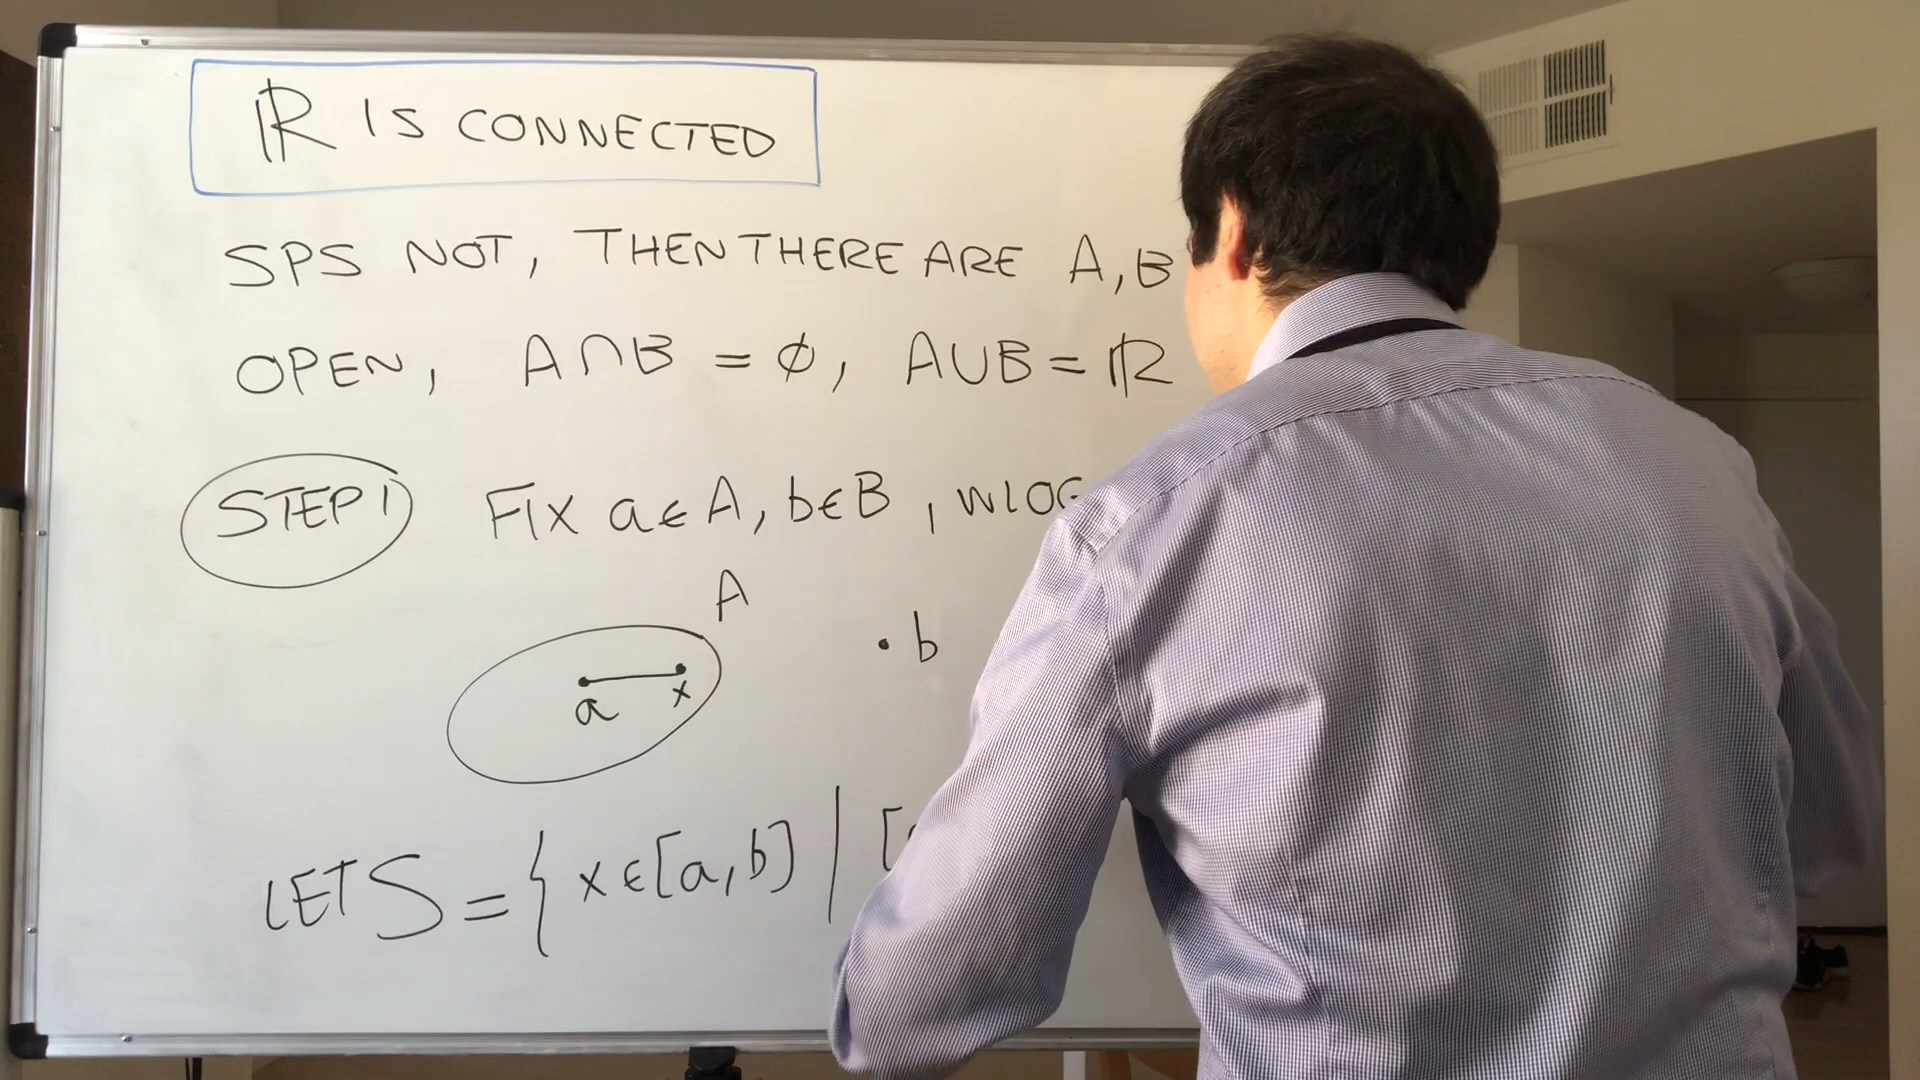 ℝ IS CONNECTED
SPS NOT, THEN THERE ARE A, B
OPEN, A∩B = ∅, A∪B = ℝ
STEP 1 FIX a∈A, b∈B, WLOG
A
b
a x
LET S = { x∈[a,b] | [